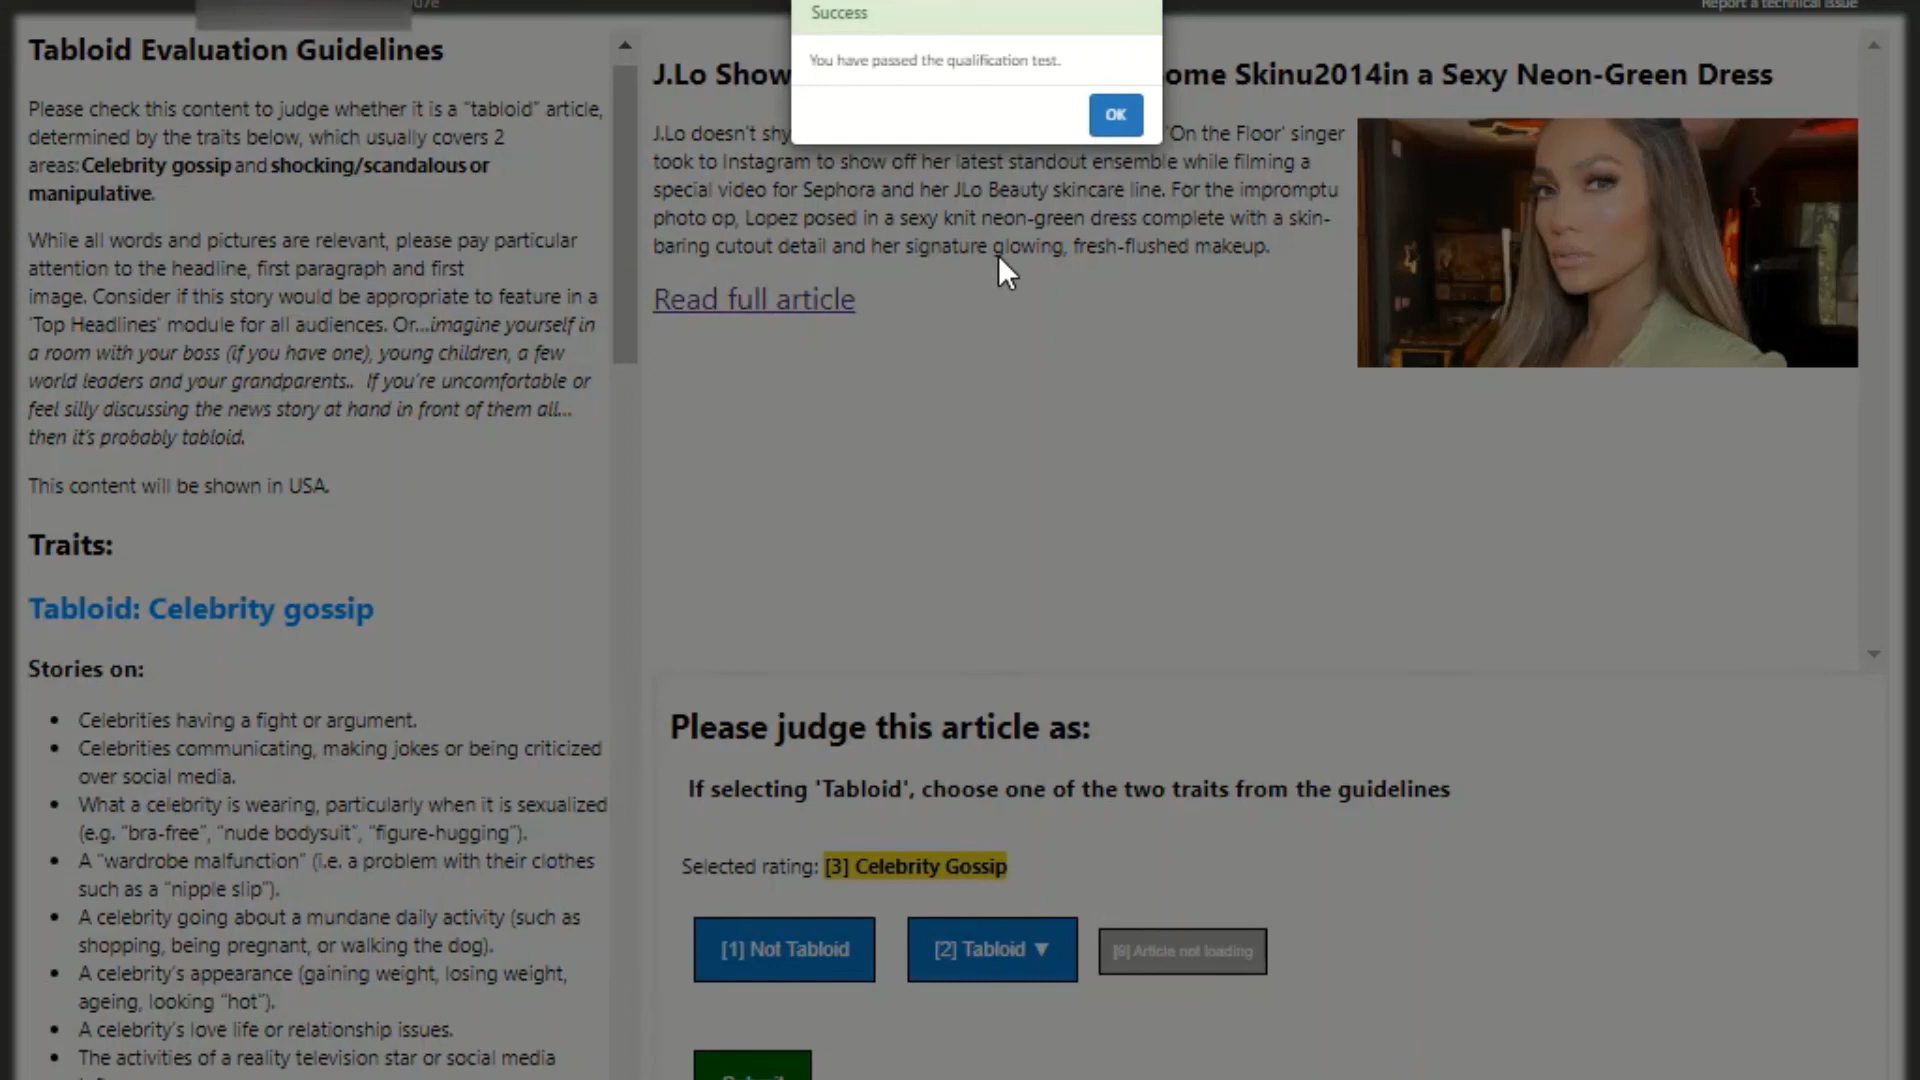 07e
Report a technical issue
Success
You have passed the qualification test.
OK
Tabloid Evaluation Guidelines
Please check this content to judge whether it is a "tabloid" article,
determined by the traits below, which usually covers 2
areas: Celebrity gossip and shocking/scandalous or
manipulative.
While all words and pictures are relevant, please pay particular
attention to the headline, first paragraph and first
image. Consider if this story would be appropriate to feature in a
'Top Headlines' module for all audiences. Or...imagine yourself in
a room with your boss (if you have one), young children, a few
world leaders and your grandparents.. If you're uncomfortable or
feel silly discussing the news story at hand in front of them all...
then it's probably tabloid.
This content will be shown in USA.
Traits:
Tabloid: Celebrity gossip
Stories on:
Celebrities having a fight or argument.
Celebrities communicating, making jokes or being criticized
over social media.
What a celebrity is wearing, particularly when it is sexualized
(e.g. "bra-free", "nude bodysuit", "figure-hugging").
A "wardrobe malfunction" (i.e. a problem with their clothes
such as a "nipple slip").
A celebrity going about a mundane daily activity (such as
shopping, being pregnant, or walking the dog).
A celebrity's appearance (gaining weight, losing weight,
ageing, looking "hot").
A celebrity's love life or relationship issues.
The activities of a reality television star or social media
J.Lo Show ome Skinu2014in a Sexy Neon-Green Dress
J.Lo doesn't shy 'On the Floor' singer
took to Instagram to show off her latest standout ensemble while filming a
special video for Sephora and her JLo Beauty skincare line. For the impromptu
photo op, Lopez posed in a sexy knit neon-green dress complete with a skin-
baring cutout detail and her signature glowing, fresh-flushed makeup.
Read full article
Please judge this article as:
If selecting 'Tabloid', choose one of the two traits from the guidelines
Selected rating: [3] Celebrity Gossip
[1] Not Tabloid
[2] Tabloid ▼
[9] Article not loading